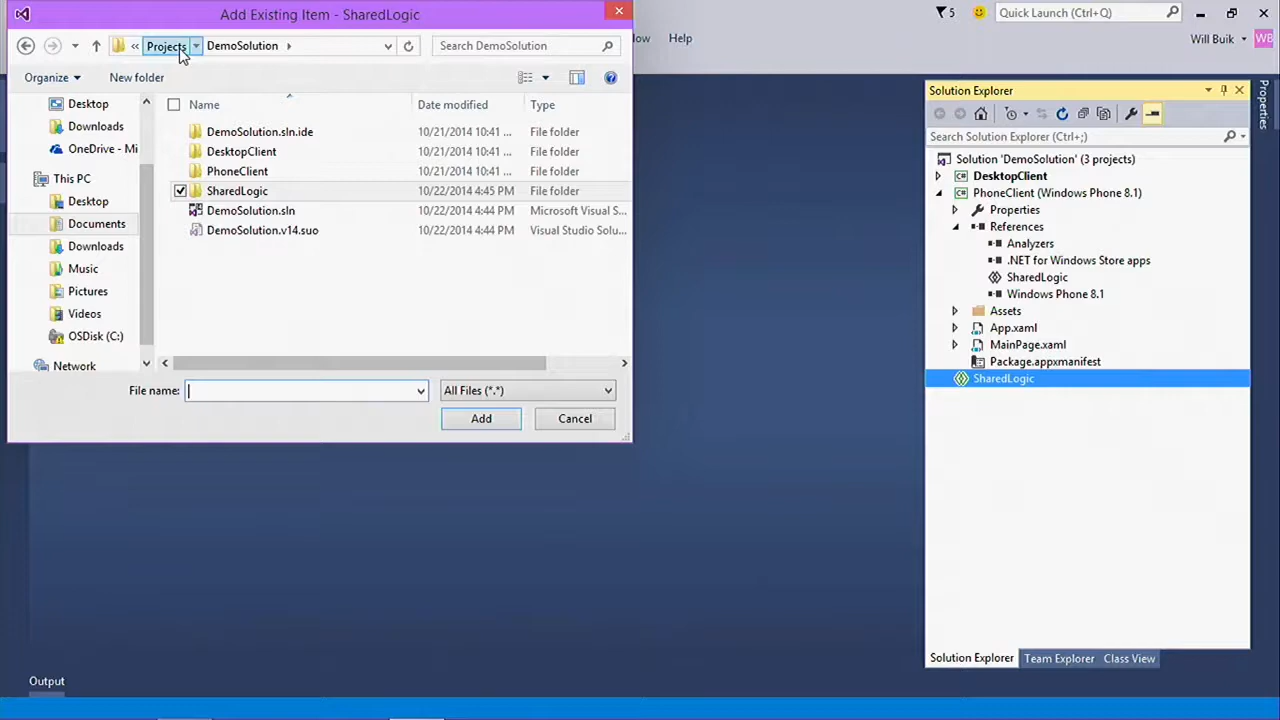 Add Existing Item - SharedLogic
5
Quick Launch (Ctrl+Q)
Projects
DemoSolution
Search DemoSolution
Help
Will Buik
WB
Organize
New folder
Solution Explorer
Properties
Desktop
Name
Date modified
Type
Downloads
OneDrive - Mi
This PC
Desktop
Documents
Downloads
Music
Pictures
Videos
OSDisk (C:)
Network
DemoSolution.sln.ide
10/21/2014 10:41 ...
File folder
DesktopClient
10/21/2014 10:41 ...
File folder
PhoneClient
10/21/2014 10:41 ...
File folder
SharedLogic
10/22/2014 4:45 PM
File folder
DemoSolution.sln
10/22/2014 4:44 PM
Microsoft Visual S...
DemoSolution.v14.suo
10/22/2014 4:44 PM
Visual Studio Solu...
File name:
All Files (*.*)
Add
Cancel
Search Solution Explorer (Ctrl+;)
Solution 'DemoSolution' (3 projects)
DesktopClient
PhoneClient (Windows Phone 8.1)
Properties
References
Analyzers
.NET for Windows Store apps
SharedLogic
Windows Phone 8.1
Assets
App.xaml
MainPage.xaml
Package.appxmanifest
SharedLogic
Solution Explorer
Team Explorer
Class View
Output